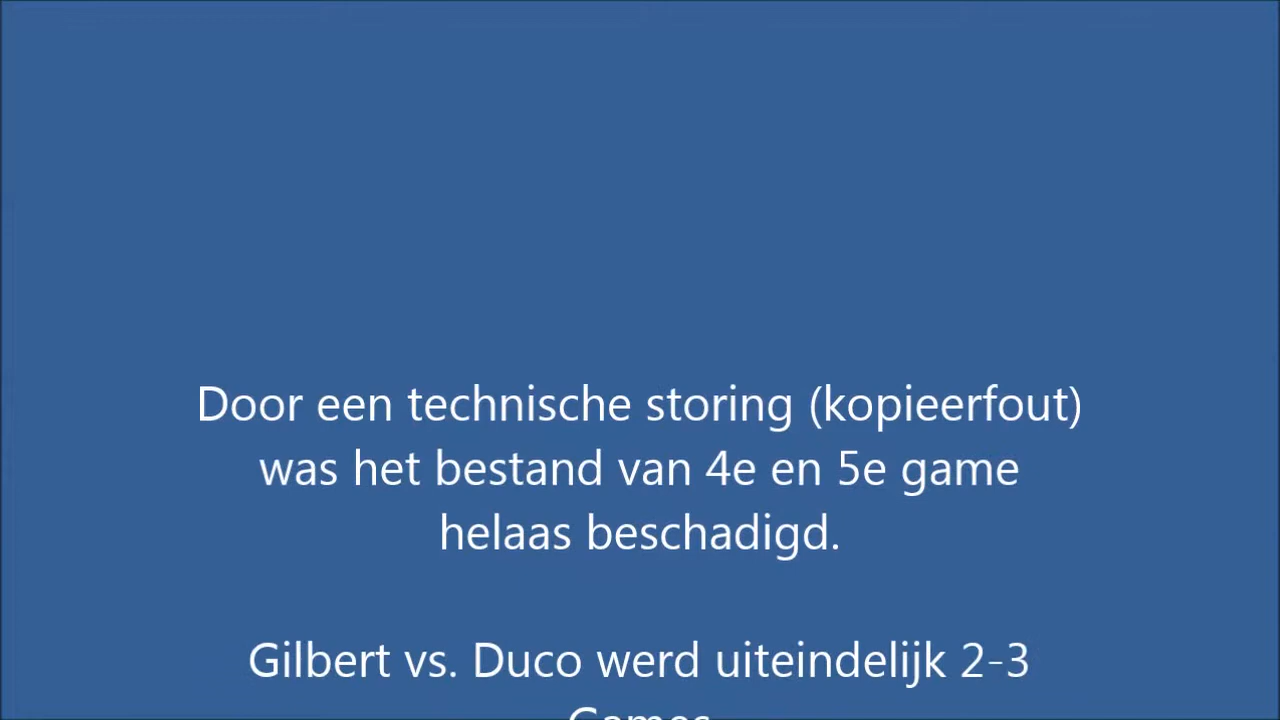 Door een technische storing (kopieerfout)
was het bestand van 4e en 5e game
helaas beschadigd.
Gilbert vs. Duco werd uiteindelijk 2-3
Games